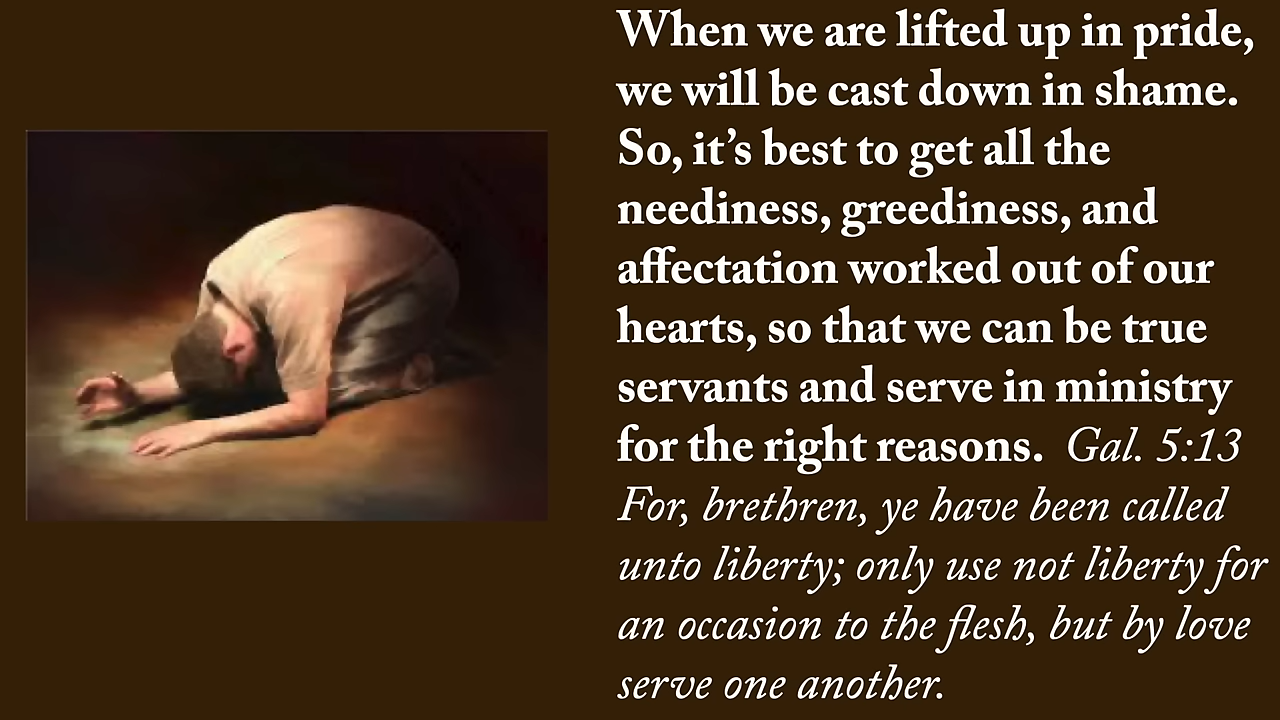 When we are lifted up in pride,
we will be cast down in shame.
So, it’s best to get all the
neediness, greediness, and
affectation worked out of our
hearts, so that we can be true
servants and serve in ministry
for the right reasons.  Gal. 5:13
For, brethren, ye have been called
unto liberty; only use not liberty for
an occasion to the flesh, but by love
serve one another.